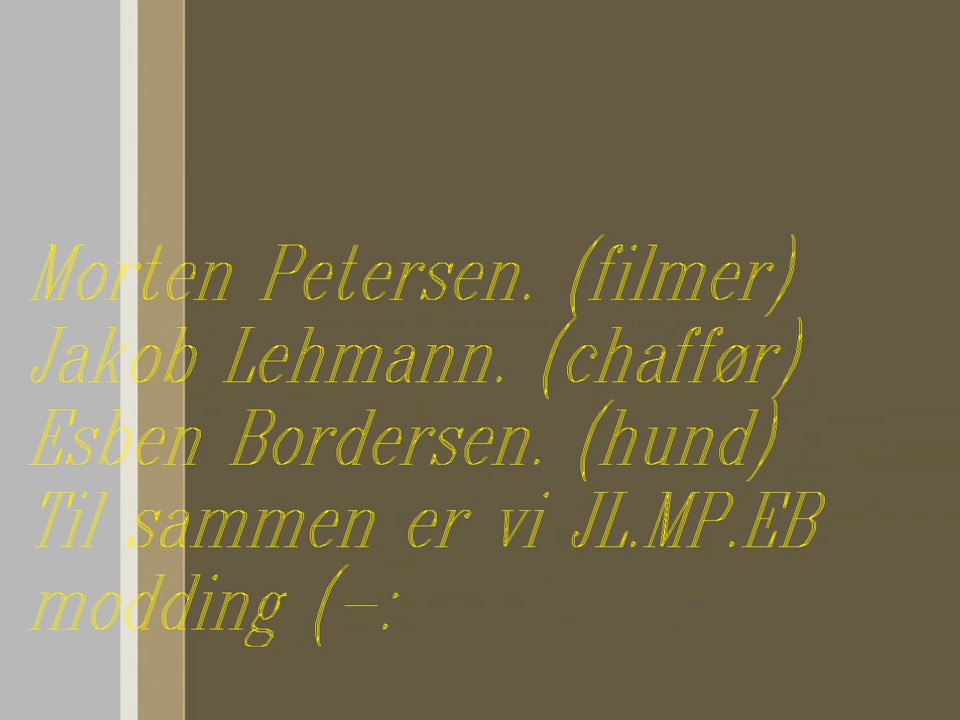 Morten Petersen. (filmer)
Jakob Lehmann. (chaffør)
Esben Bordersen. (hund)
Til sammen er vi JL.MP.EB
modding (-: